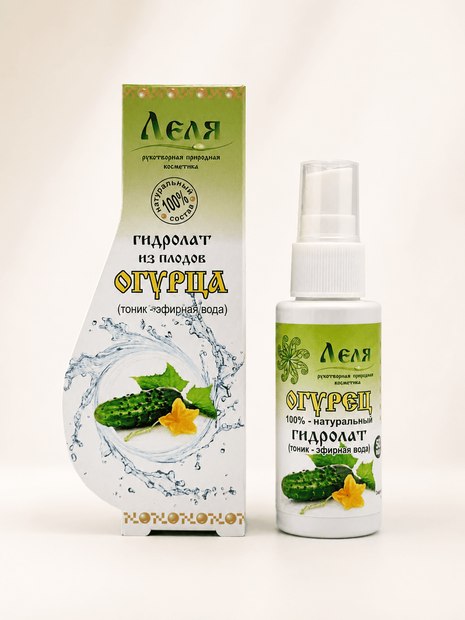 Леля
рукотворная природная
косметика
натуральный
100%
состав
гидролат
из плодов
огурца
(тоник - эфирная вода)
Леля
рукотворная природная
косметика
огурец
100% - натуральный
гидролат
(тоник - эфирная вода)